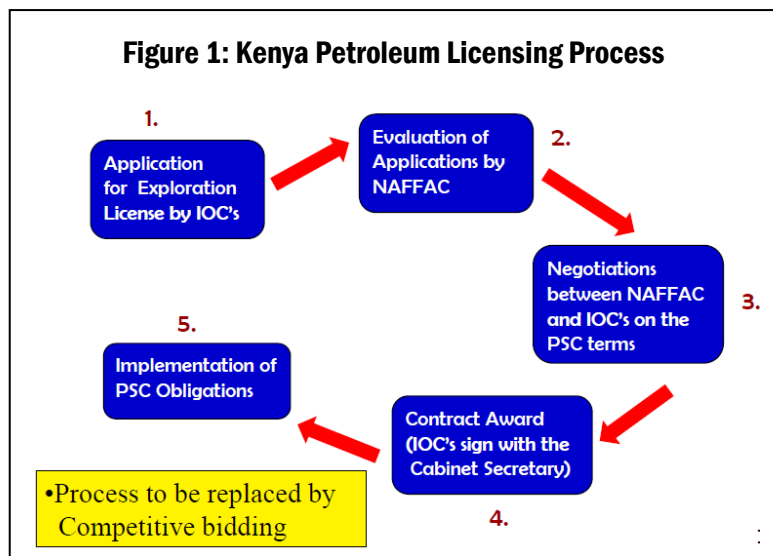 Figure 1: Kenya Petroleum Licensing Process
1.
Application
for Exploration
License by IOC's
Evaluation of
Applications by
NAFFAC
2.
Negotiations
between NAFFAC
and IOC's on the
PSC terms
3.
Contract Award
(IOC's sign with the
Cabinet Secretary)
4.
5.
Implementation of
PSC Obligations
•Process to be replaced by
Competitive bidding